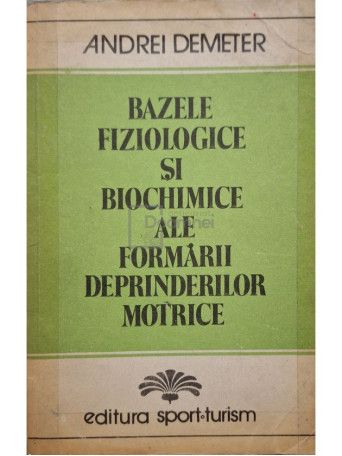 ANDREI DEMETER
BAZELE
FIZIOLOGICE
ȘI
BIOCHIMICE
ALE
FORMĂRII
DEPRINDERILOR
MOTRICE
editura sport-turism